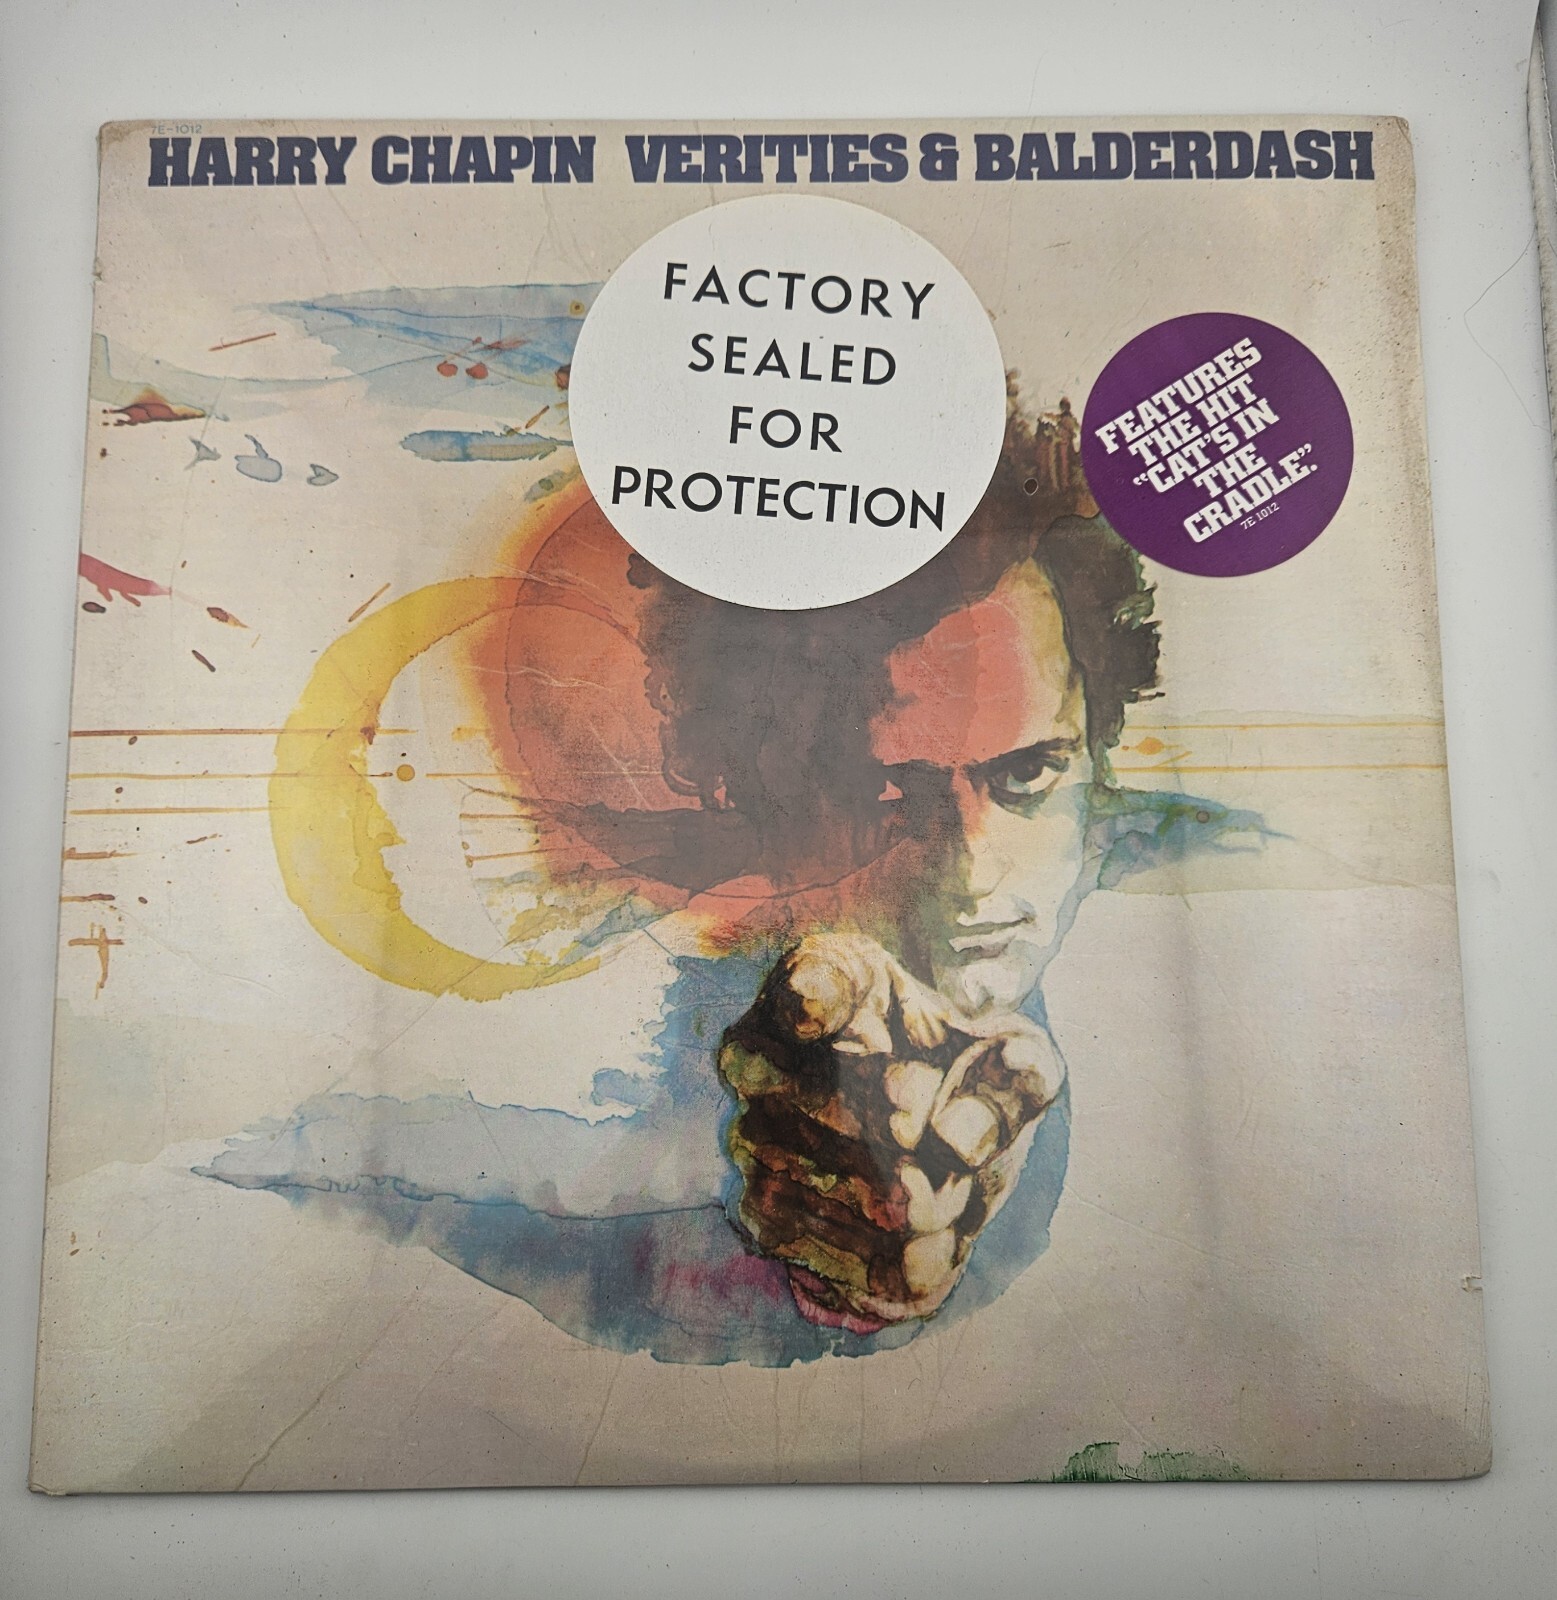 7E-1012
HARRY CHAPIN VERITIES & BALDERDASH
FACTORY
SEALED
FOR
PROTECTION
FEATURES
THE HIT
“CAT'S IN
THE
CRADLE.”
7E 1012